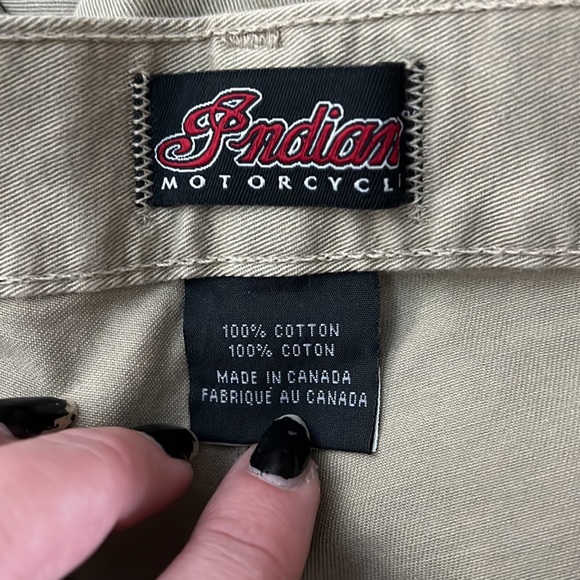 Indian
MOTORCYCL
100% COTTON
100% COTON
MADE IN CANADA
FABRIQUÉ AU CANADA